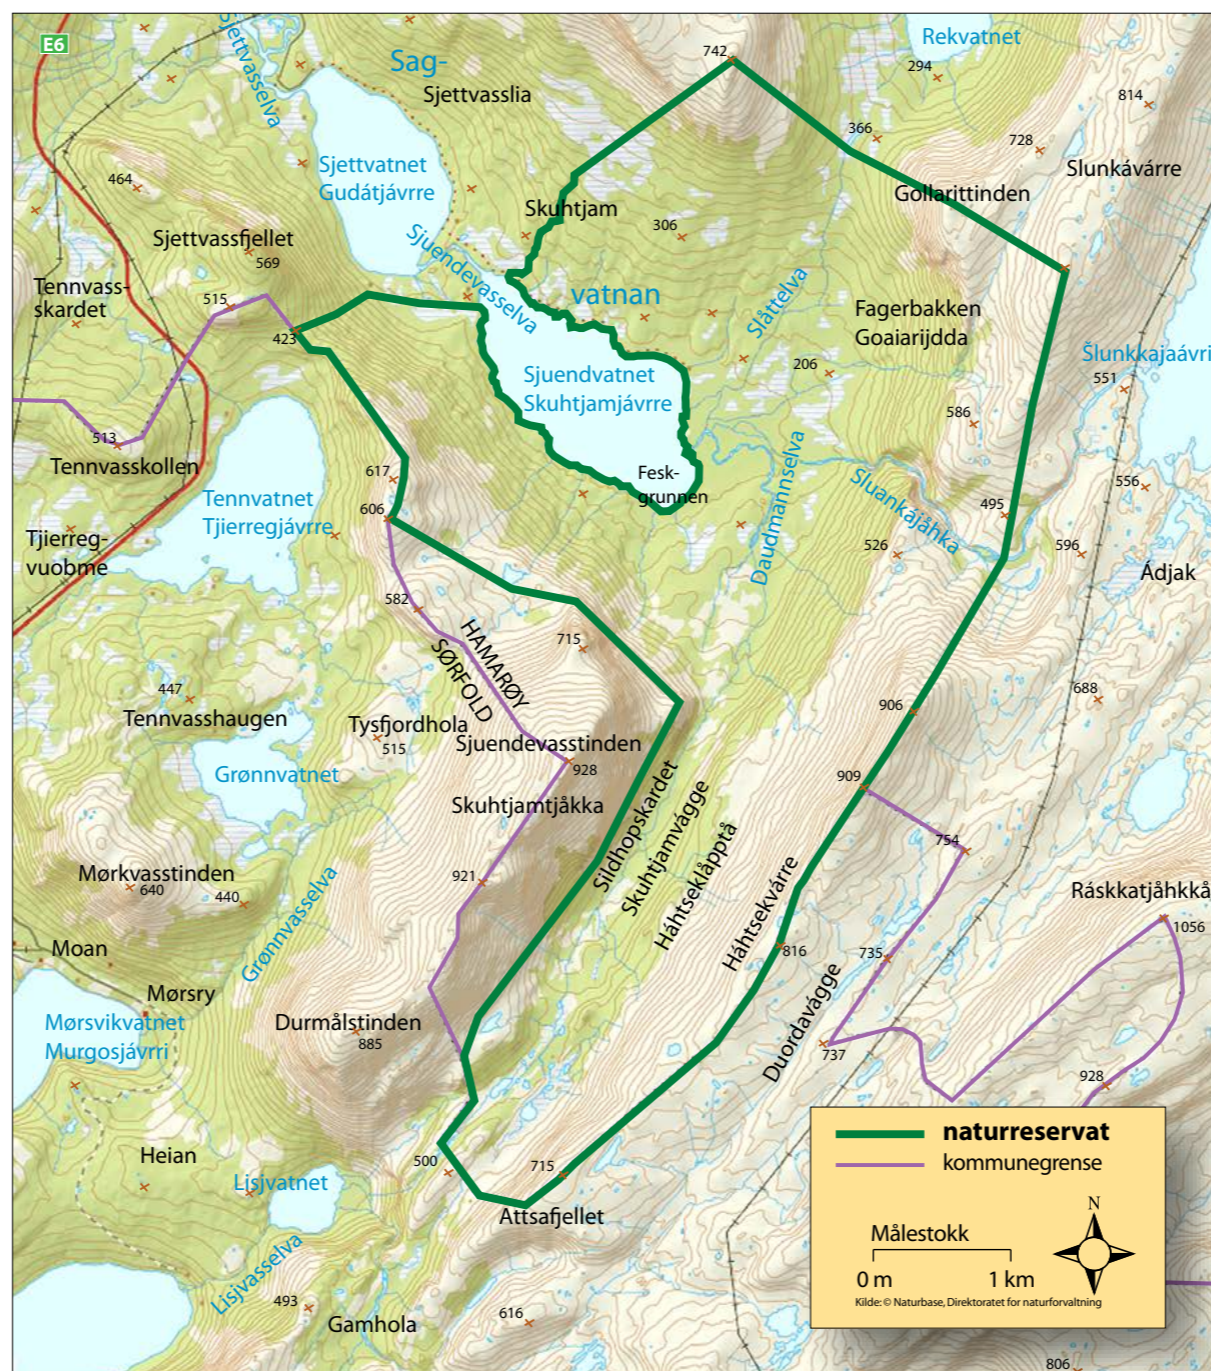 E6
Sjettvasselva
Sag-
Sjettvasslia
742
Rekvatnet
294
814
366
728
Slunkávárre
Sjettvatnet
Gudátjávrre
464
Gollarittinden
Skuhtjam
306
Sjettvassfjellet
569
Sjuendevasselva
Tennvass-
skardet
515
vatnan
Slåttelva
Fagerbakken
Goaiarijdda
423
Šlunkkajaávri
551
Sjuendvatnet
Skuhtjamjávrre
206
586
513
Tennvasskollen
617
Fesk-
grunnen
Daudmannselva
Sluankájåhka
556
Tennvatnet
Tjierregjávrre
606
495
Tjierreg-
vuobme
526
596
Ádjak
582
HAMARØY
SØRFOLD
715
447
Tennvasshaugen
Tysfjordhola
515
Sjuendevasstinden
928
688
906
Grønnvatnet
Skuhtjamtjåkka
Sildhopskardet
Skuhtjamvágge
Háhtseklåpptå
Háhtsekvárre
909
754
Mørkvasstinden
640
440
921
Grønnvasselva
Ráskkatjåhkkå
1056
Moan
816
735
Mørsry
Mørsvikvatnet
Murgosjávrri
Durmålstinden
885
Duordavágge
737
928
Heian
500
715
Lisjvatnet
Attsafjellet
Lisjvasselva
493
Gamhola
616
naturreservat
kommunegrense
N
Målestokk
0 m
1 km
Kilde: © Naturbase, Direktoratet for naturforvaltning
806